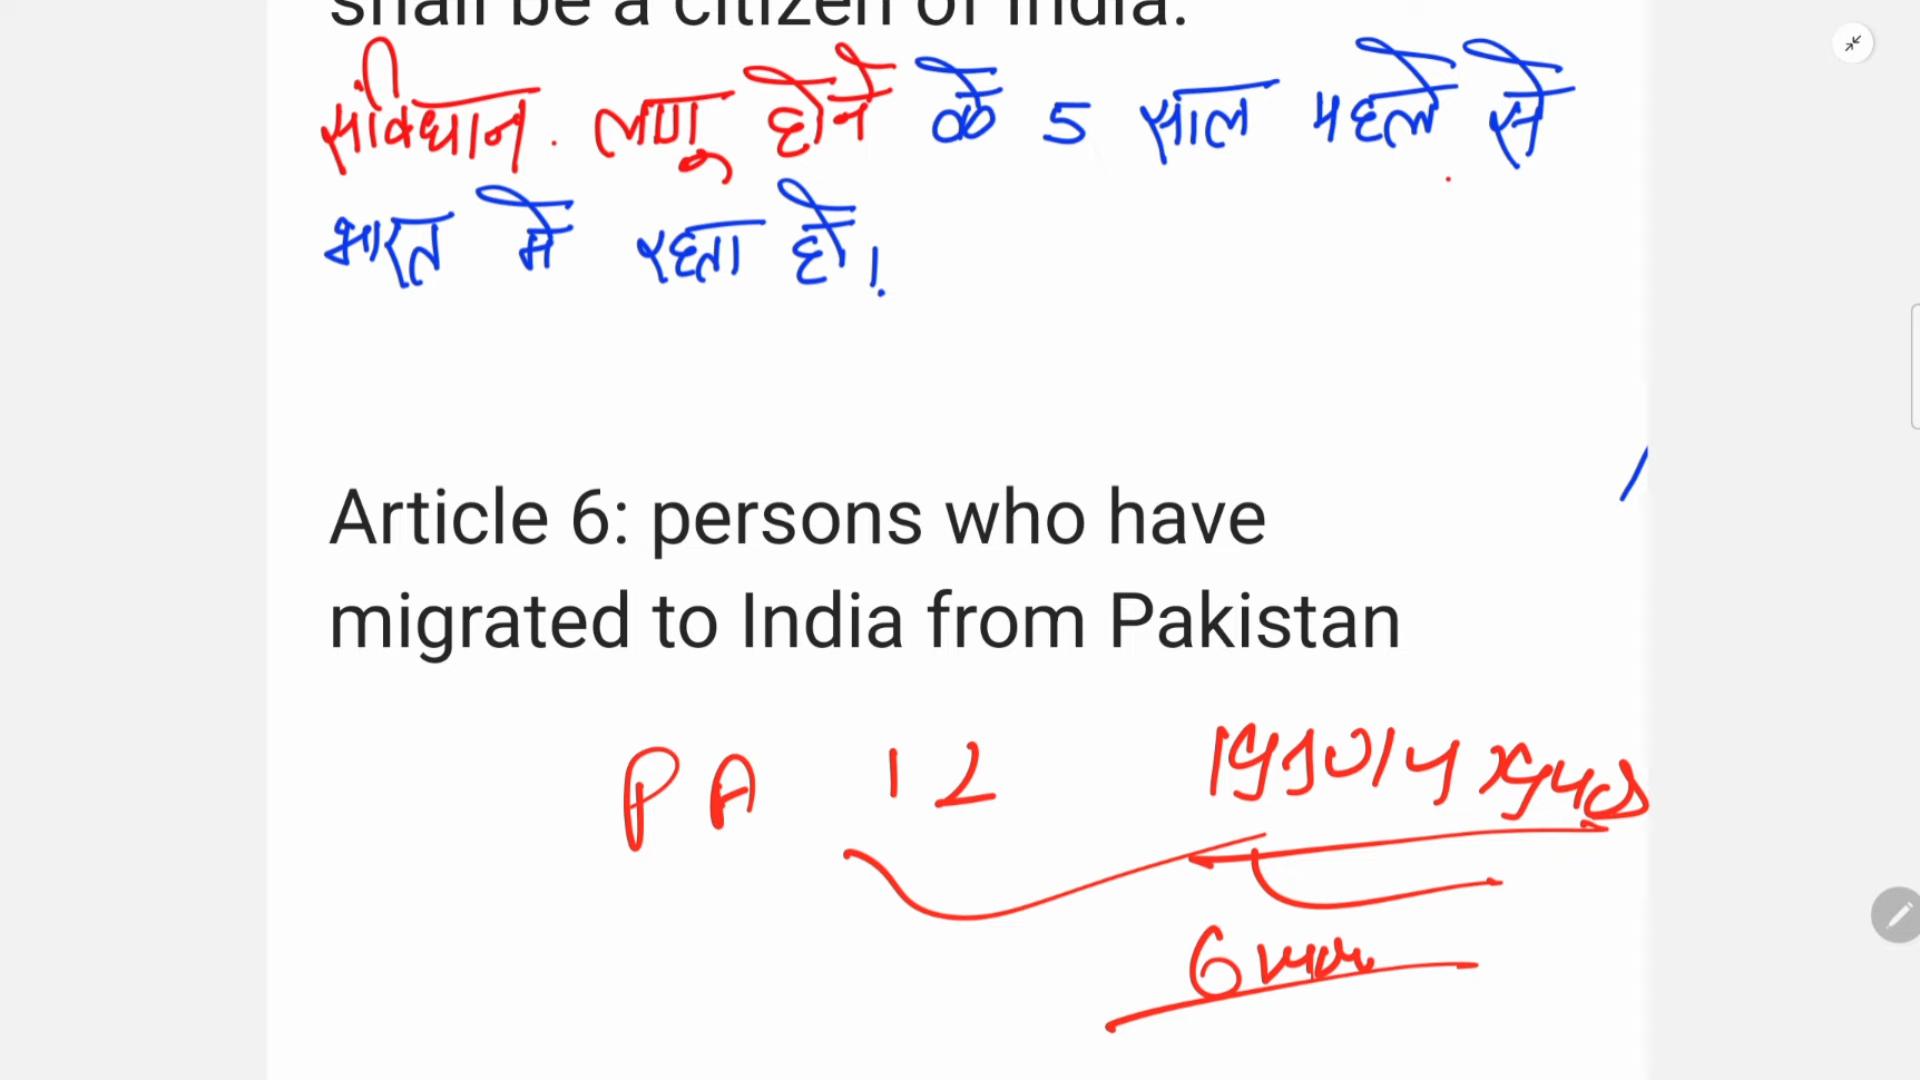 shall be a citizen of India.
संविधान. लागू होने के 5 साल पहले से
भारत में रहता हो।
Article 6: persons who have
migrated to India from Pakistan
PA 12
6